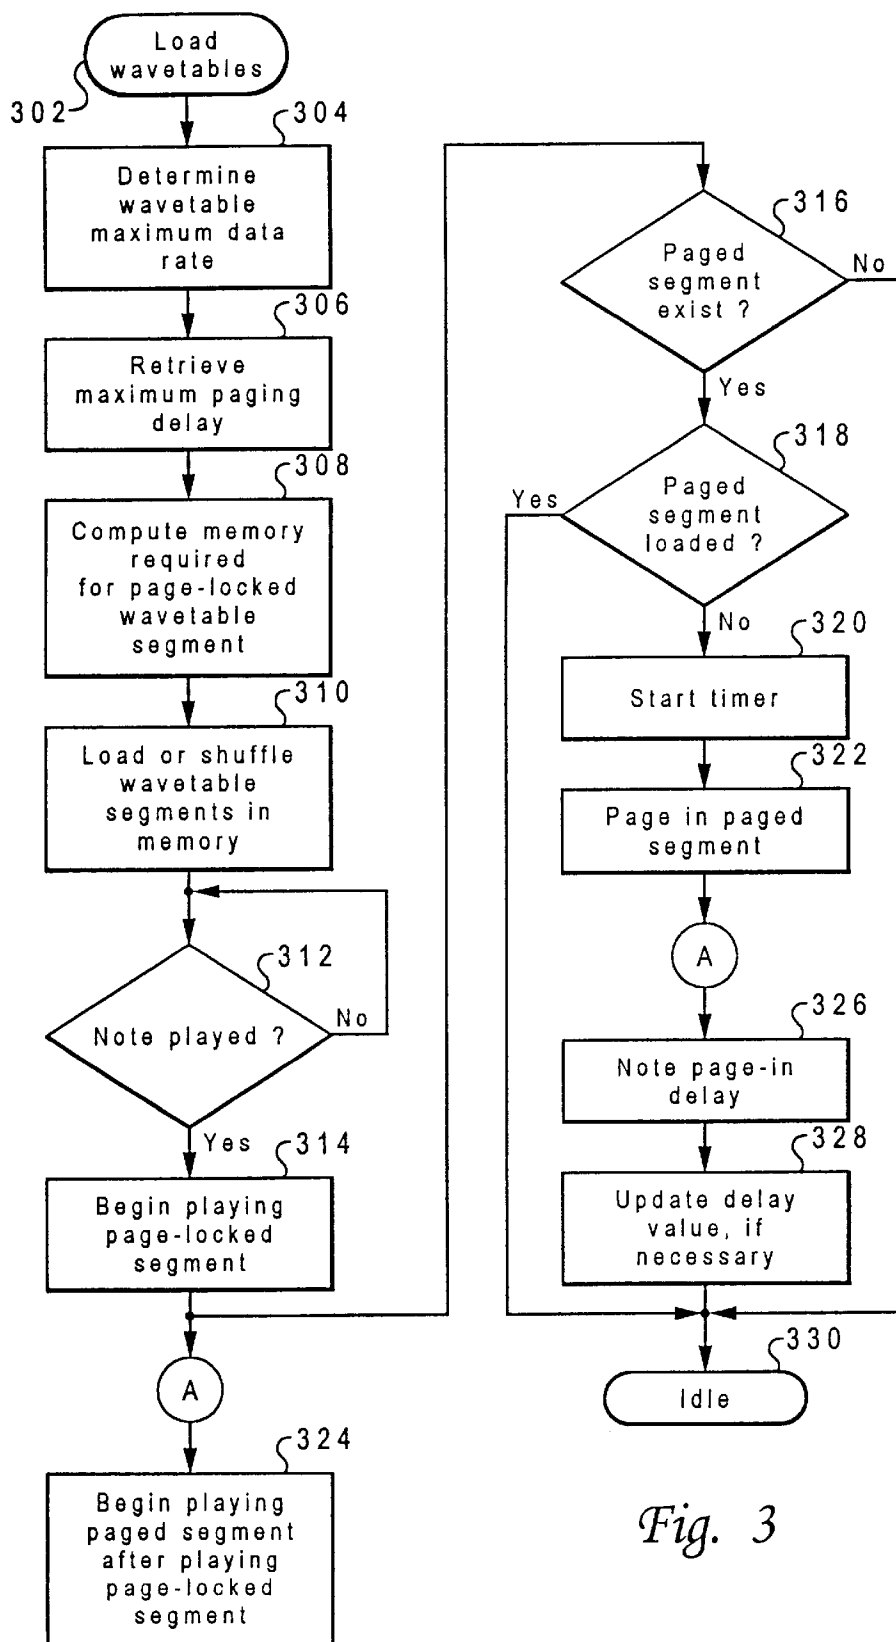 Load
wavetables
302
304
Determine
wavetable
maximum data
rate
306
Retrieve
maximum paging
delay
308
Compute memory
required
for page-locked
wavetable
segment
310
Load or shuffle
wavetable
segments in
memory
312
Note played ?
No
Yes
314
Begin playing
page-locked
segment
A
324
Begin playing
paged segment
after playing
page-locked
segment
316
Paged
segment
exist ?
No
Yes
318
Paged
segment
loaded ?
Yes
No
320
Start timer
322
Page in paged
segment
A
326
Note page-in
delay
328
Update delay
value, if
necessary
330
Idle
Fig. 3